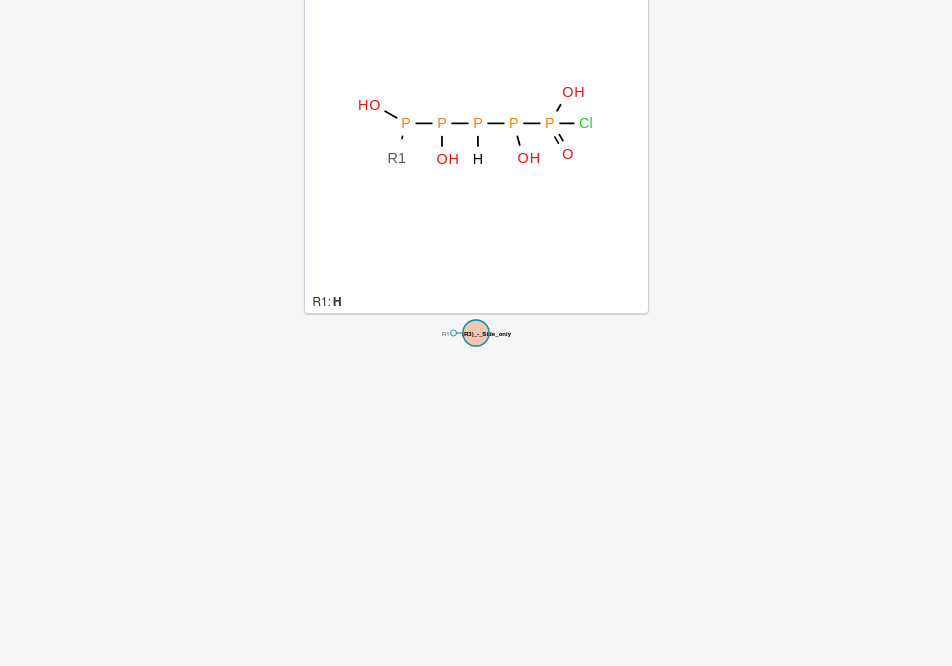 OH
HO
P P P P P Cl
R1 OH H OH O
R1: H
R1 R3)_-_Side_only